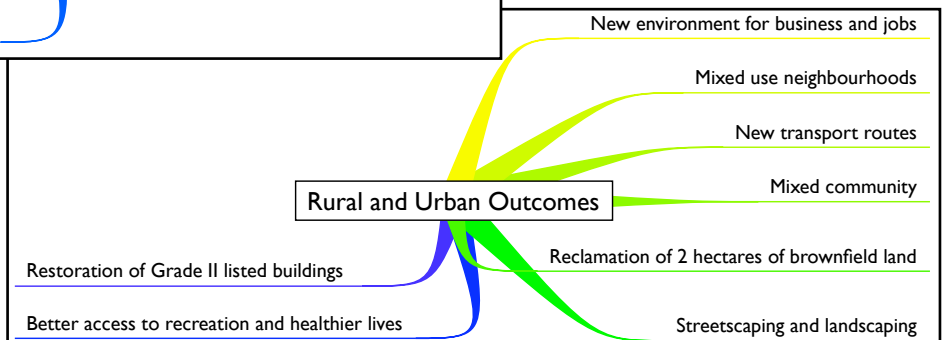 New environment for business and jobs
Mixed use neighbourhoods
New transport routes
Mixed community
Rural and Urban Outcomes
Reclamation of 2 hectares of brownfield land
Restoration of Grade II listed buildings
Streetscaping and landscaping
Better access to recreation and healthier lives